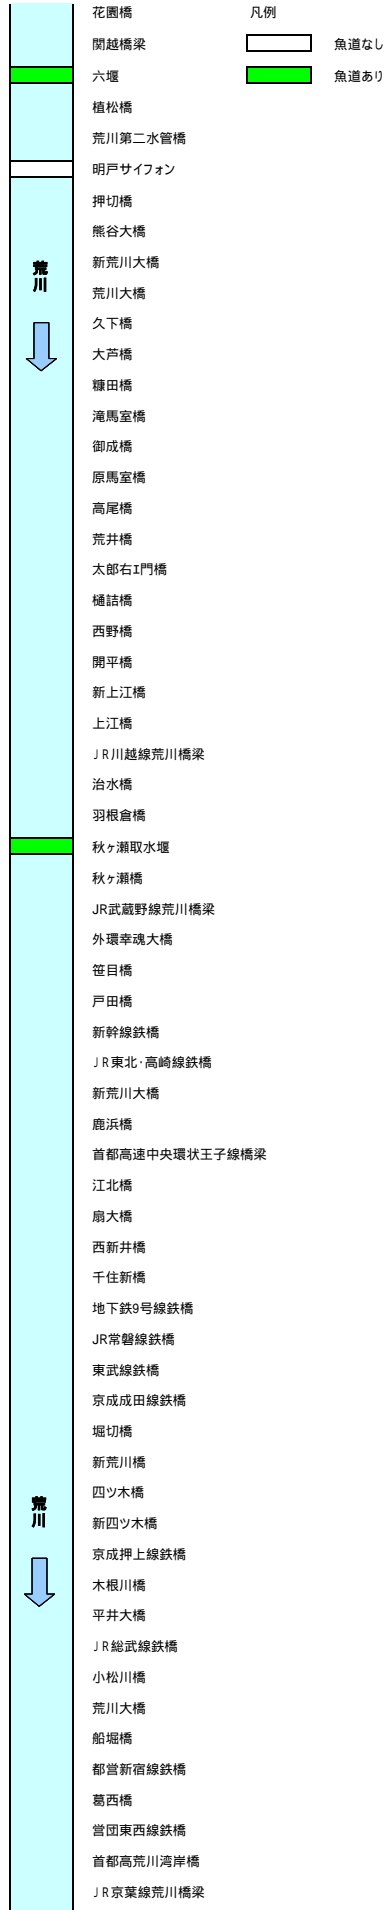 花園橋
凡例
関越橋梁
魚道なし
六堰
魚道あり
植松橋
荒川第二水管橋
明戸サイフォン
押切橋
熊谷大橋
新荒川大橋
荒川
荒川大橋
久下橋
大芦橋
糠田橋
滝馬室橋
御成橋
原馬室橋
高尾橋
荒井橋
太郎右エ門橋
樋詰橋
西野橋
開平橋
新上江橋
上江橋
JR川越線荒川橋梁
治水橋
羽根倉橋
秋ヶ瀬取水堰
秋ヶ瀬橋
JR武蔵野線荒川橋梁
外環幸魂大橋
笹目橋
戸田橋
新幹線鉄橋
JR東北・高崎線鉄橋
新荒川大橋
鹿浜橋
首都高速中央環状王子線橋梁
江北橋
扇大橋
西新井橋
千住新橋
地下鉄9号線鉄橋
JR常磐線鉄橋
東武線鉄橋
京成成田線鉄橋
堀切橋
新荒川橋
四ツ木橋
荒川
新四ツ木橋
京成押上線鉄橋
木根川橋
平井大橋
JR総武線鉄橋
小松川橋
荒川大橋
船堀橋
都営新宿線鉄橋
葛西橋
営団東西線鉄橋
首都高荒川湾岸橋
JR京葉線荒川橋梁